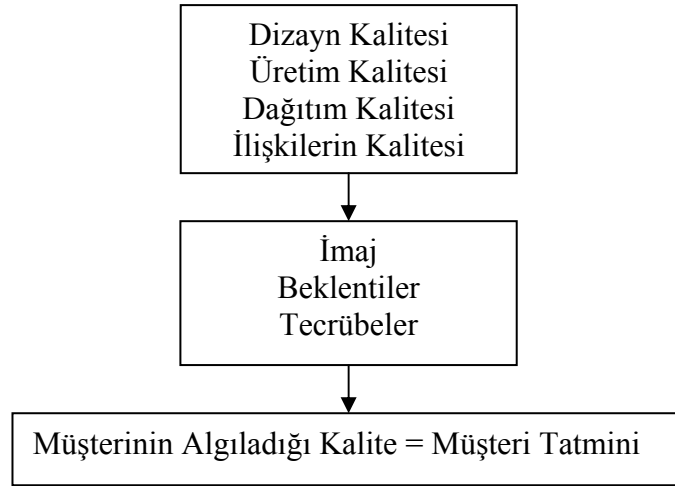 Dizayn Kalitesi
Üretim Kalitesi
Dağıtım Kalitesi
İlişkilerin Kalitesi
İmaj
Beklentiler
Tecrübeler
Müşterinin Algıladığı Kalite = Müşteri Tatmini